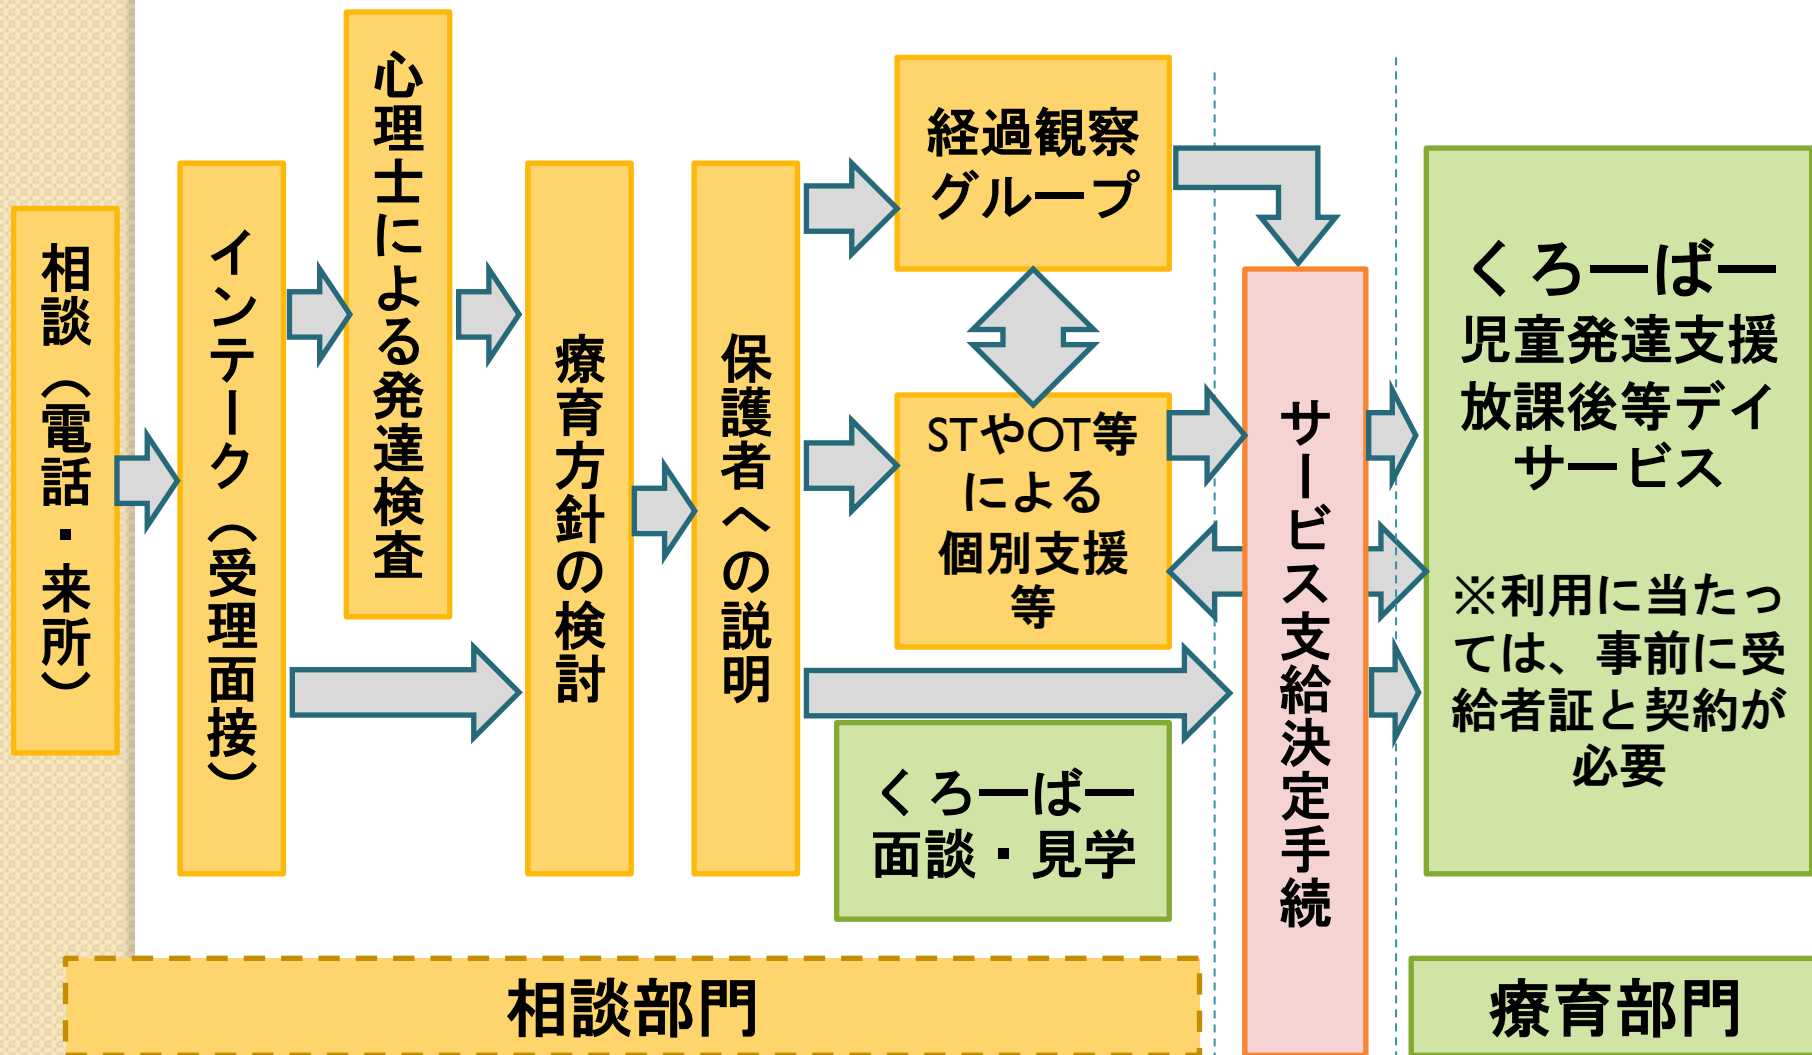 相談（電話・来所）
インテーク（受理面接）
心理士による発達検査
療育方針の検討
保護者への説明
経過観察
グループ
STやOT等
による
個別支援
等
くろーばー
面談・見学
サービス支給決定手続
くろーばー
児童発達支援
放課後等デイ
サービス
※利用に当たっ
ては、事前に受
給者証と契約が
必要
相談部門
療育部門